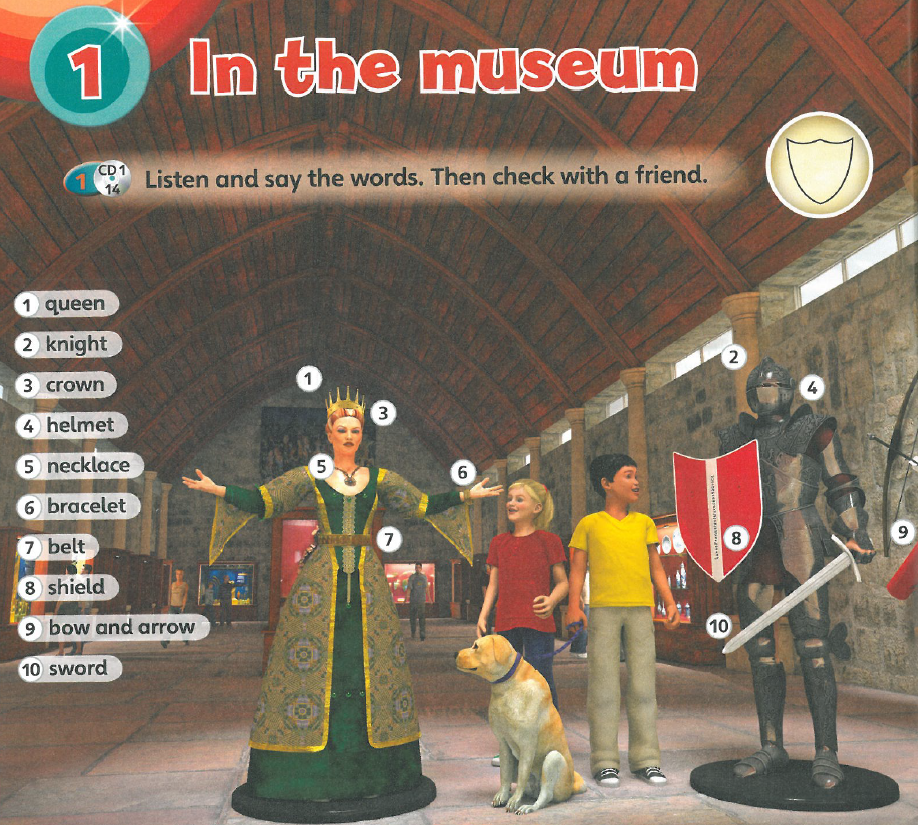 1
In the museum
1 CD1
14
Listen and say the words. Then check with a friend.
1 queen
2 knight
3 crown
4 helmet
5 necklace
6 bracelet
7 belt
8 shield
9 bow and arrow
10 sword
1
3
2
4
5
6
7
8
9
10